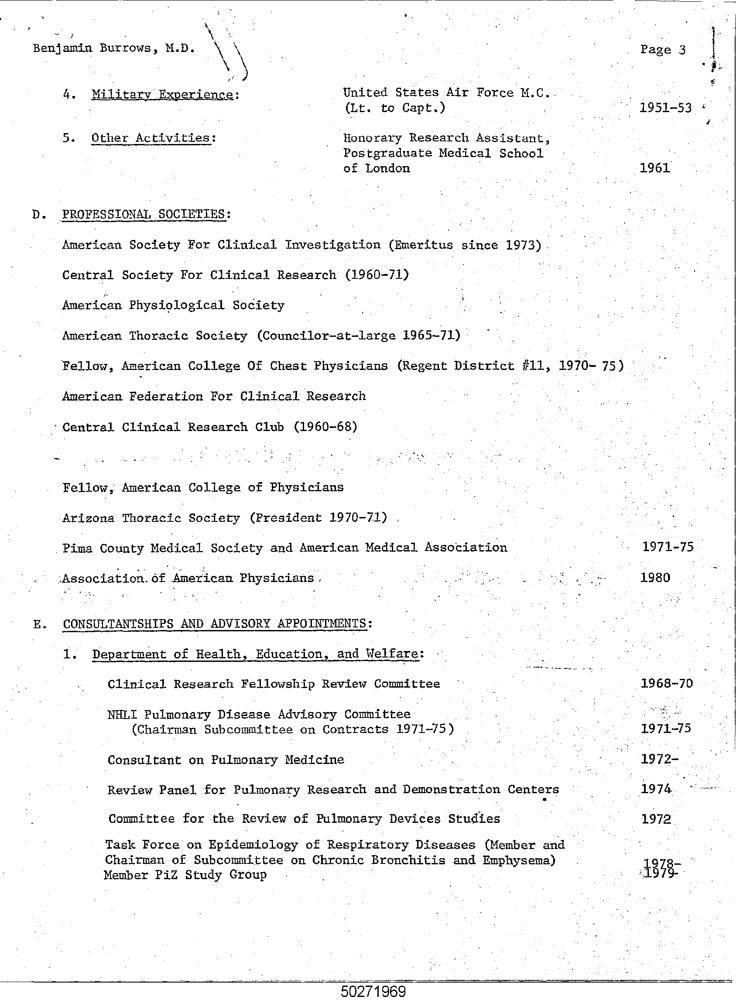 Benjamin Burrows, M.D.
Page 3
4. Military Experience: United States Air Force M.C.
(Lt. to Capt.) 1951-53
5. Other Activities: Honorary Research Assistant,
Postgraduate Medical School
of London 1961
D. PROFESSIONAL SOCIETIES:
American Society For Clinical Investigation (Emeritus since 1973)
Central Society For Clinical Research (1960-71)
American Physiological Society
American Thoracic Society (Councilor-at-large 1965-71)
Fellow, American College Of Chest Physicians (Regent District #11, 1970- 75)
American Federation For Clinical Research
Central Clinical Research Club (1960-68)
Fellow, American College of Physicians
Arizona Thoracic Society (President 1970-71)
Pima County Medical Society and American Medical Association 1971-75
Association of American Physicians 1980
E. CONSULTANTSHIPS AND ADVISORY APPOINTMENTS:
1. Department of Health, Education, and Welfare:
Clinical Research Fellowship Review Committee 1968-70
NHLI Pulmonary Disease Advisory Committee
(Chairman Subcommittee on Contracts 1971-75) 1971-75
Consultant on Pulmonary Medicine 1972-
Review Panel for Pulmonary Research and Demonstration Centers 1974
Committee for the Review of Pulmonary Devices Studies 1972
Task Force on Epidemiology of Respiratory Diseases (Member and
Chairman of Subcommittee on Chronic Bronchitis and Emphysema) 1978-
Member PiZ Study Group 1979-
50271969